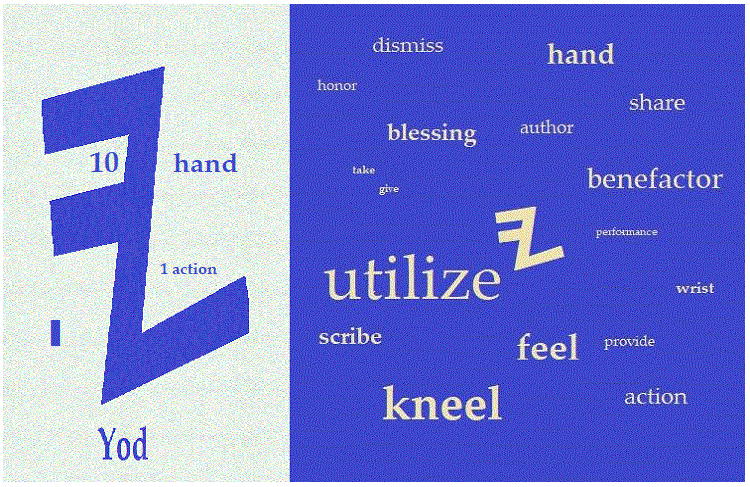 10
hand
1 action
Yod
dismiss
hand
honor
share
blessing
author
take
give
benefactor
performance
utilize
wrist
scribe
feel
provide
kneel
action